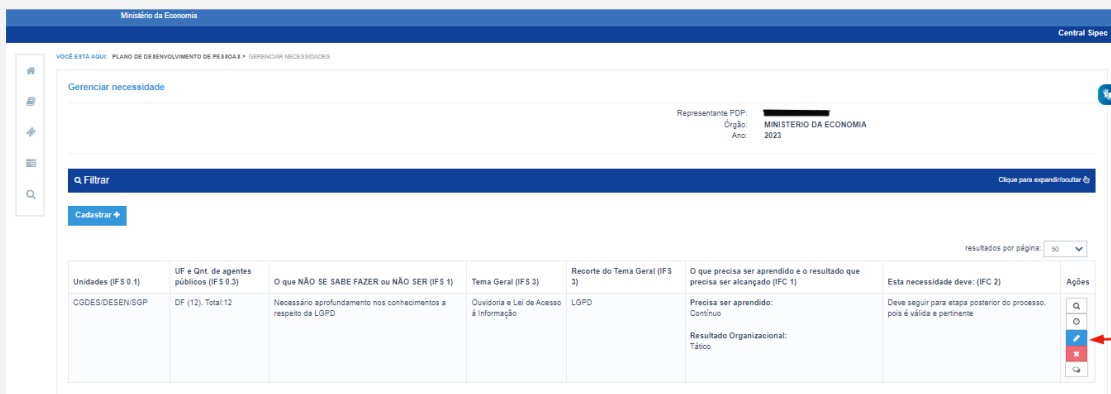 Ministério da Economia
Central Sipec
VOCÊ ESTÁ AQUI: PLANO DE DESENVOLVIMENTO DE PESSOAS > GERENCIAR NECESSIDADES
Gerenciar necessidade
Representante PDP:
Órgão: MINISTERIO DA ECONOMIA
Ano: 2023
Filtrar
Clique para expandir/ocultar
Cadastrar +
resultados por página: 50
Unidades (IFS 0.1)
UF e Qnt. de agentes
públicos (IFS 0.3)
O que NÃO SE SABE FAZER ou NÃO SER (IFS 1)
Tema Geral (IFS 3)
Recorte do Tema Geral (IFS
3)
O que precisa ser aprendido e o resultado que
precisa ser alcançado (IFC 1)
Esta necessidade deve: (IFC 2)
Ações
CGDES/DESEN/SGP
DF (12). Total:12
Necessário aprofundamento nos conhecimentos a
respeito da LGPD
Ouvidoria e Lei de Acesso
à Informação
LGPD
Precisa ser aprendido:
Contínuo
Resultado Organizacional:
Tático
Deve seguir para etapa posterior do processo,
pois é válida e pertinente